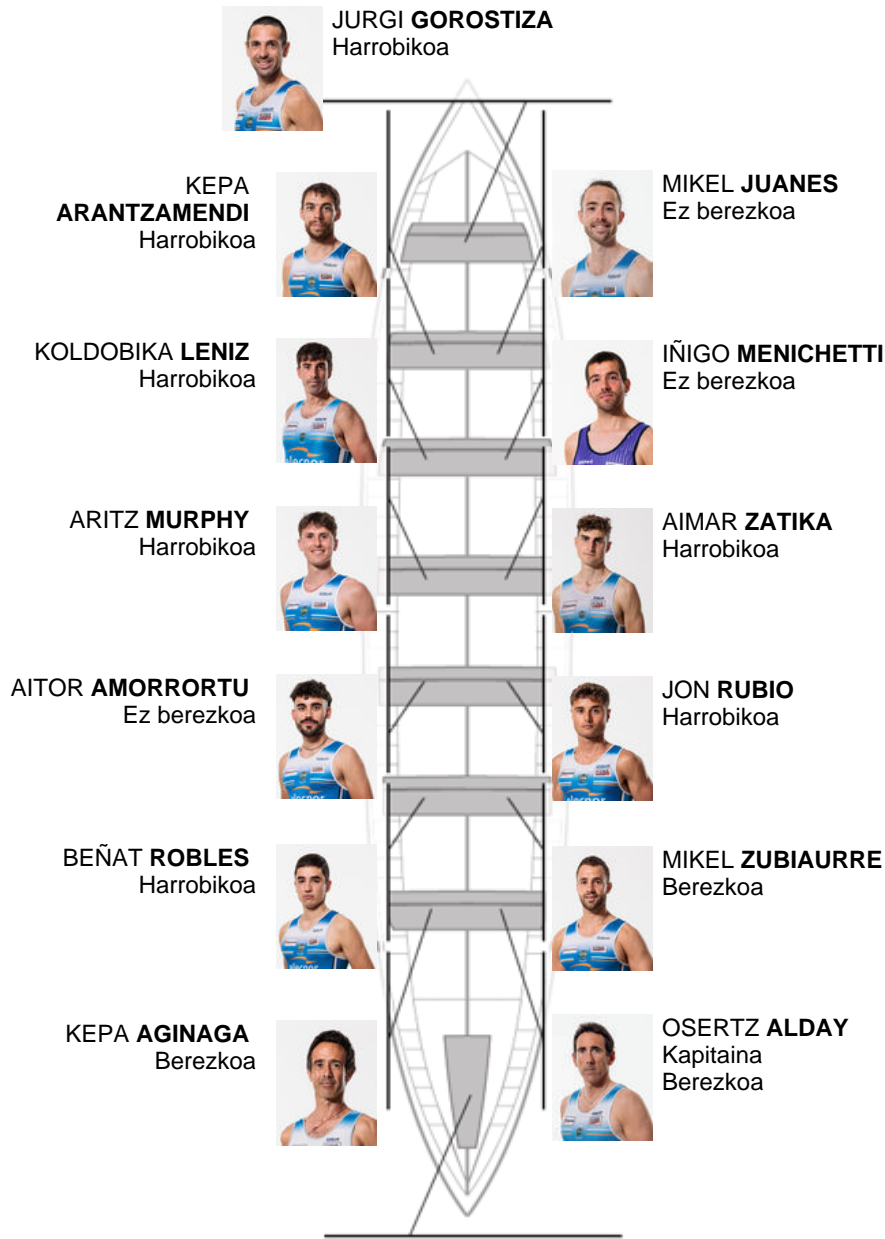 JURGI GOROSTIZA
Harrobikoa
KEPA
ARANTZAMENDI
Harrobikoa
MIKEL JUANES
Ez berezkoa
KOLDOBIKA LENIZ
Harrobikoa
IÑIGO MENICHETTI
Ez berezkoa
ARITZ MURPHY
Harrobikoa
AIMAR ZATIKA
Harrobikoa
AITOR AMORRORTU
Ez berezkoa
JON RUBIO
Harrobikoa
BEÑAT ROBLES
Harrobikoa
MIKEL ZUBIAURRE
Berezkoa
KEPA AGINAGA
Berezkoa
OSERTZ ALDAY
Kapitaina
Berezkoa